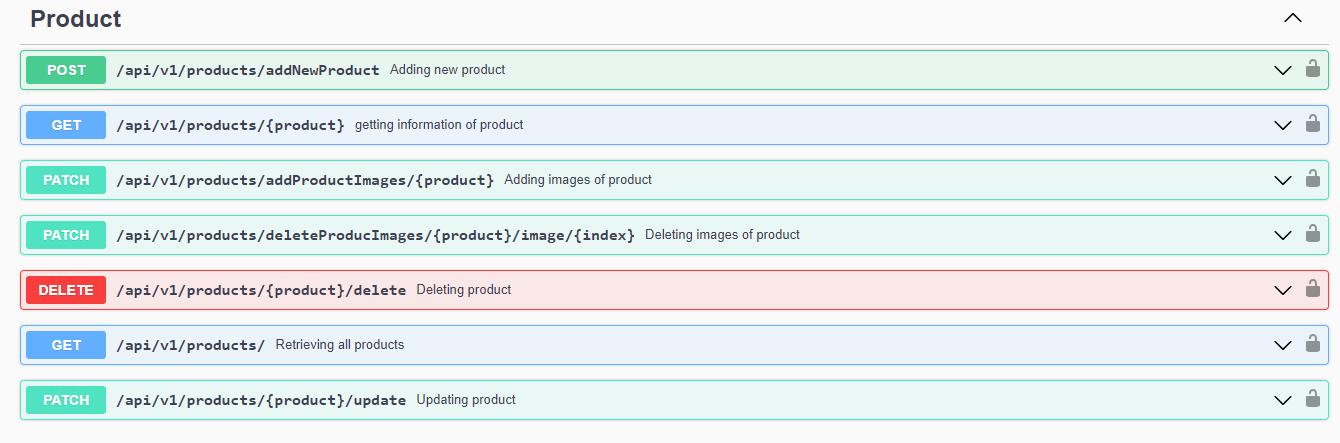 Product
POST /api/v1/products/addNewProduct Adding new product
GET /api/v1/products/{product} getting information of product
PATCH /api/v1/products/addProductImages/{product} Adding images of product
PATCH /api/v1/products/deleteProducImages/{product}/image/{index} Deleting images of product
DELETE /api/v1/products/{product}/delete Deleting product
GET /api/v1/products/ Retrieving all products
PATCH /api/v1/products/{product}/update Updating product